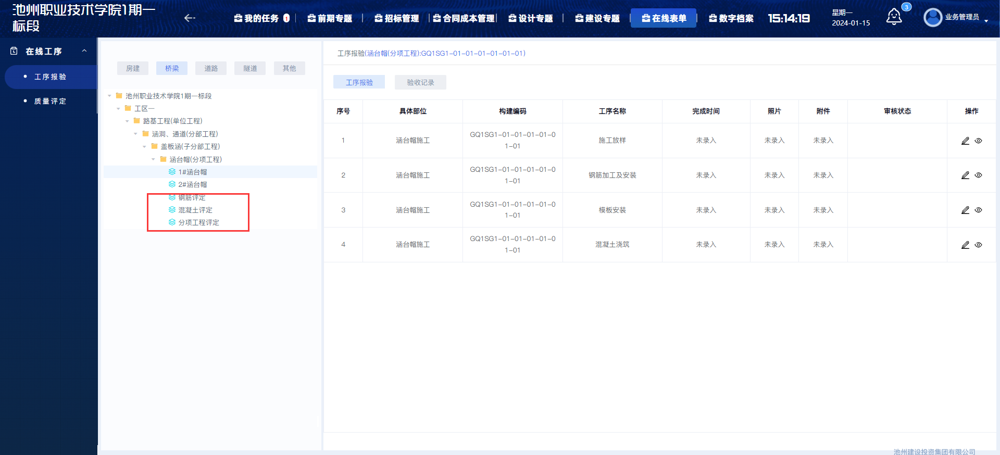 池州职业技术学院1期一
标段
我的任务 1
前期专题
招标管理
合同成本管理
设计专题
建设专题
在线表单
数字档案
15:14:19
星期一
2024-01-15
3
业务管理员
在线工序
工序报验
质量评定
房建
桥梁
道路
隧道
其他
池州职业技术学院1期一标段
工区一
路基工程(单位工程)
涵洞、通道(分部工程)
盖板涵(子分部工程)
涵台帽(分项工程)
1#涵台帽
2#涵台帽
钢筋评定
混凝土评定
分项工程评定
工序报验(涵台帽(分项工程):GQ1SG1-01-01-01-01-01-01)
工序报验
验收记录
序号 具体部位 构建编码 工序名称 完成时间 照片 附件 审核状态 操作
1 涵台帽施工 GQ1SG1-01-01-01-01-0 施工放样 未录入 未录入 未录入
1-01
2 涵台帽施工 GQ1SG1-01-01-01-01-0 钢筋加工及安装 未录入 未录入 未录入
1-01
3 涵台帽施工 GQ1SG1-01-01-01-01-0 模板安装 未录入 未录入 未录入
1-01
4 涵台帽施工 GQ1SG1-01-01-01-01-0 混凝土浇筑 未录入 未录入 未录入
1-01
池州建设投资集团有限公司